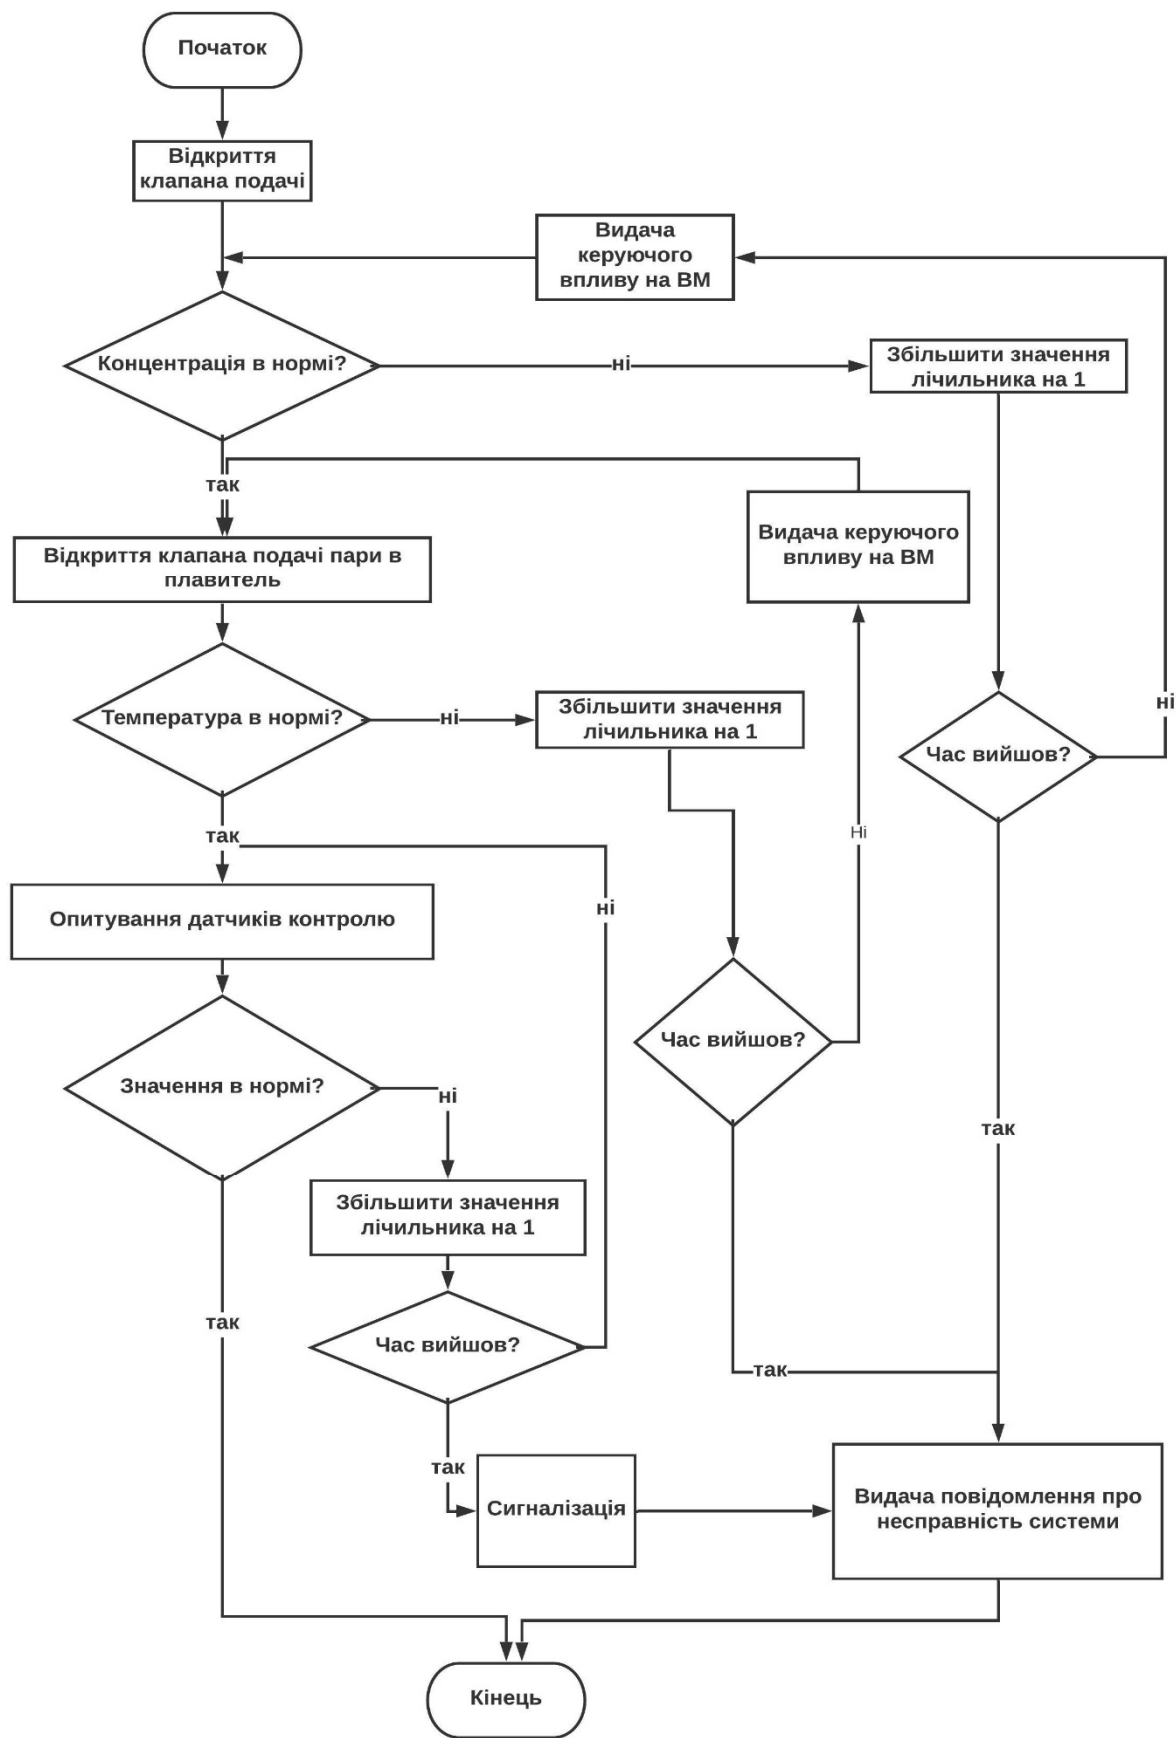 Початок
Відкриття
клапана подачі
Видача
керуючого
впливу на ВМ
Концентрація в нормі?
ні
Збільшити значення
лічильника на 1
так
Видача керуючого
впливу на ВМ
Відкриття клапана подачі пари в
плавитель
Температура в нормі?
ні
Збільшити значення
лічильника на 1
ні
Час вийшов?
так
Ні
ні
Опитування датчиків контролю
Час вийшов?
Значення в нормі?
ні
так
Збільшити значення
лічильника на 1
так
Час вийшов?
так
так
Сигналізація
Видача повідомлення про
несправність системи
Кінець